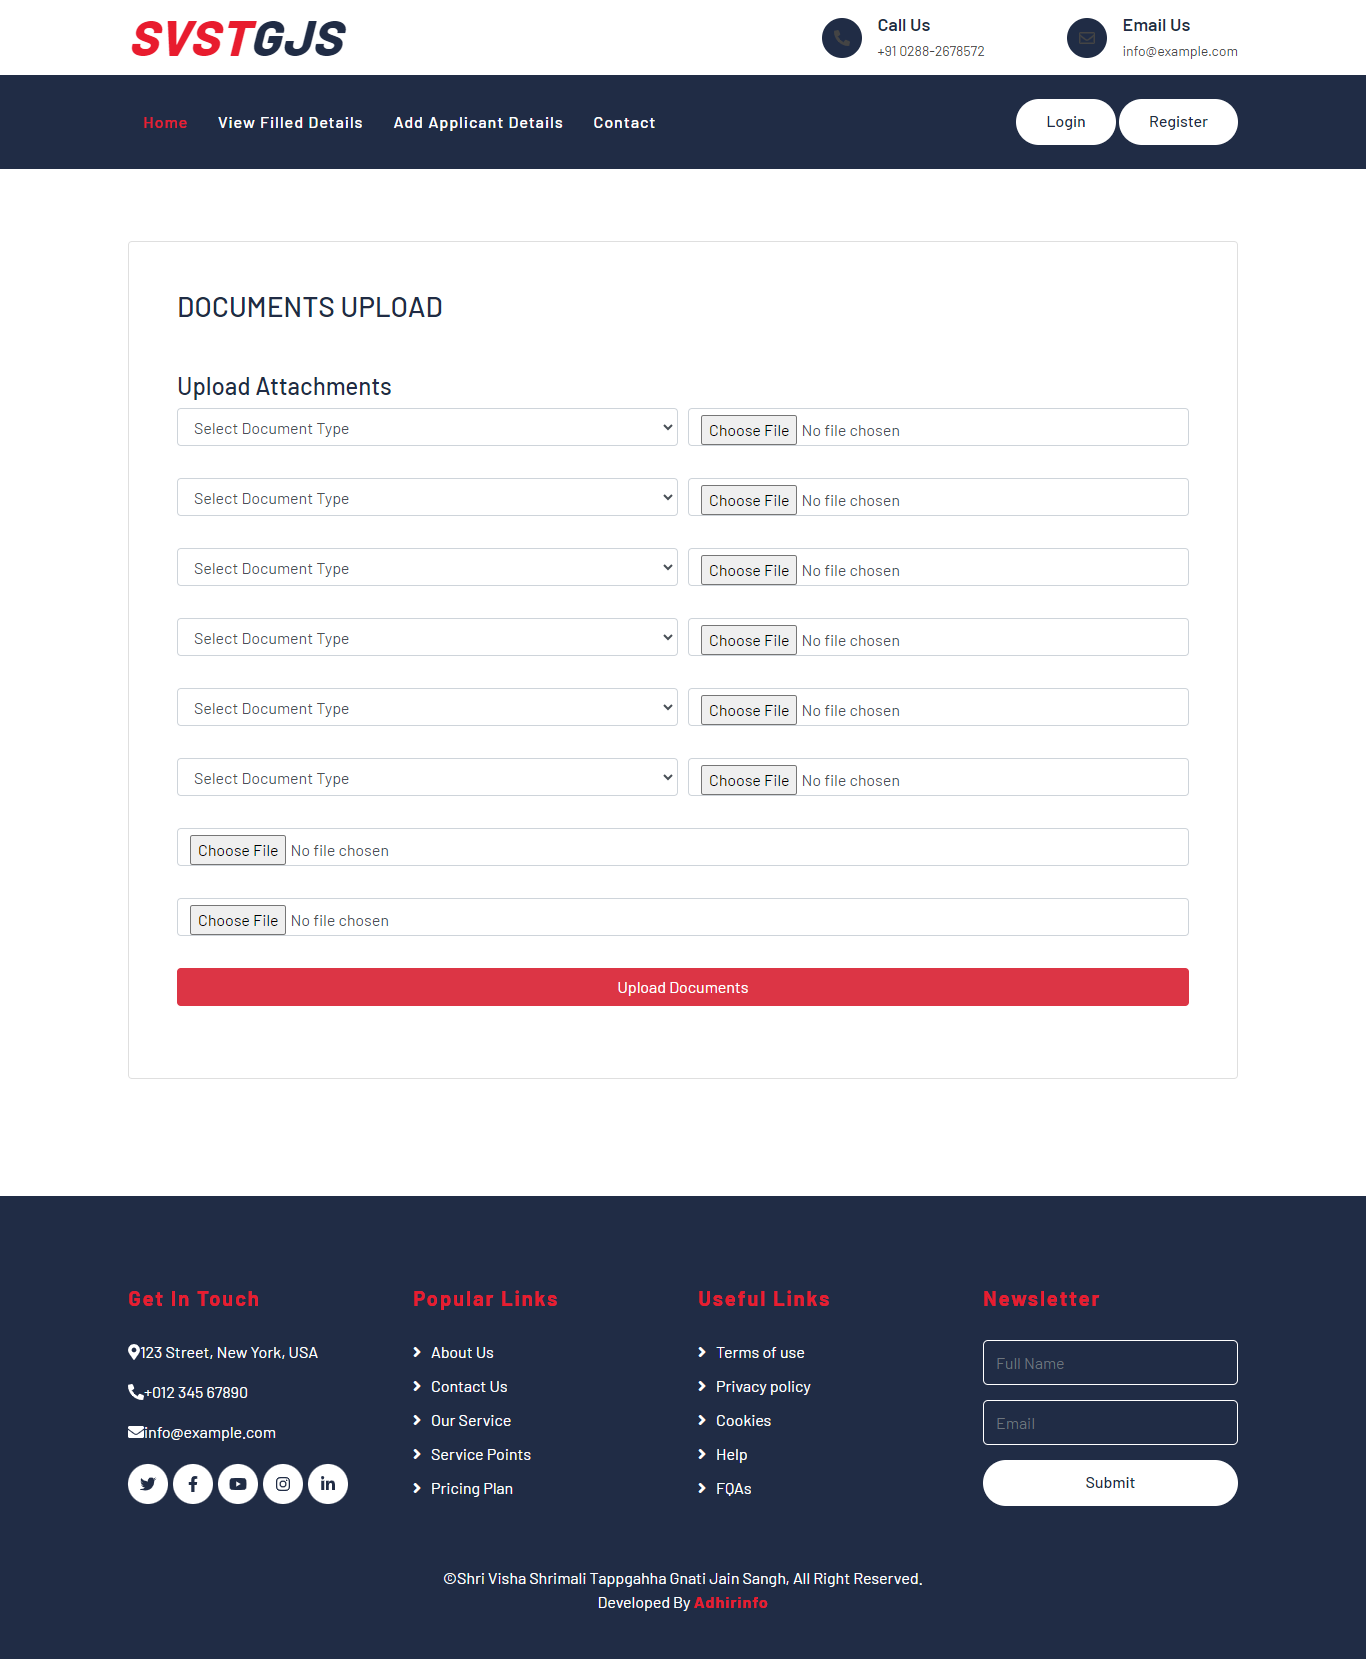 SVSTGJS
Call Us
+91 0288-2678572
Email Us
info@example.com
Home
View Filled Details
Add Applicant Details
Contact
Login
Register
DOCUMENTS UPLOAD
Upload Attachments
Select Document Type
Choose File No file chosen
Select Document Type
Choose File No file chosen
Select Document Type
Choose File No file chosen
Select Document Type
Choose File No file chosen
Select Document Type
Choose File No file chosen
Select Document Type
Choose File No file chosen
Choose File No file chosen
Choose File No file chosen
Upload Documents
Get In Touch
123 Street, New York, USA
+012 345 67890
info@example.com
Popular Links
About Us
Contact Us
Our Service
Service Points
Pricing Plan
Useful Links
Terms of use
Privacy policy
Cookies
Help
FQAs
Newsletter
Full Name
Email
Submit
©Shri Visha Shrimali Tappgahha Gnati Jain Sangh, All Right Reserved.
Developed By Adhirinfo